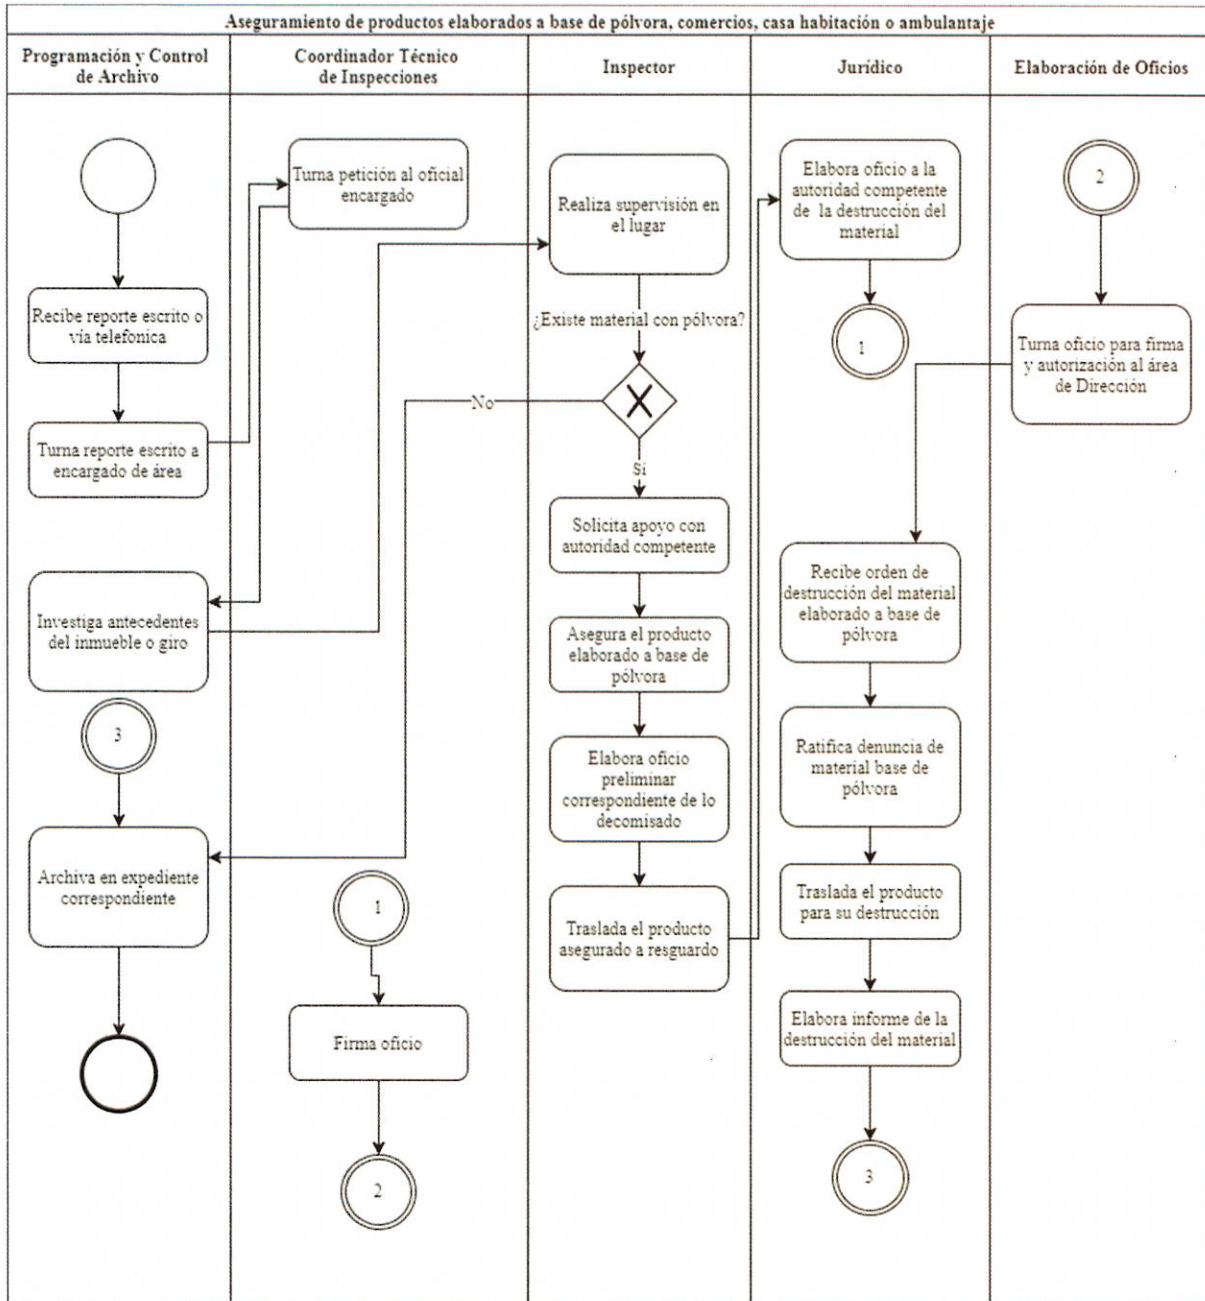 Aseguramiento de productos elaborados a base de pólvora, comercios, casa habitación o ambulantaje
Programación y Control
de Archivo
Coordinador Técnico
de Inspecciones
Inspector
Jurídico
Elaboración de Oficios
Recibe reporte escrito o
vía telefonica
Turna reporte escrito a
encargado de área
Investiga antecedentes
del inmueble o giro
3
Archiva en expediente
correspondiente
Turna petición al oficial
encargado
1
Firma oficio
2
Realiza supervisión en
el lugar
¿Existe material con pólvora?
No
Si
Solicita apoyo con
autoridad competente
Asegura el producto
elaborado a base de
pólvora
Elabora oficio
preliminar
correspondiente de lo
decomisado
Traslada el producto
asegurado a resguardo
Elabora oficio a la
autoridad competente
de la destrucción del
material
1
Recibe orden de
destrucción del material
elaborado a base de
pólvora
Ratifica denuncia de
material base de
pólvora
Traslada el producto
para su destrucción
Elabora informe de la
destrucción del material
3
2
Turna oficio para firma
y autorización al área
de Dirección